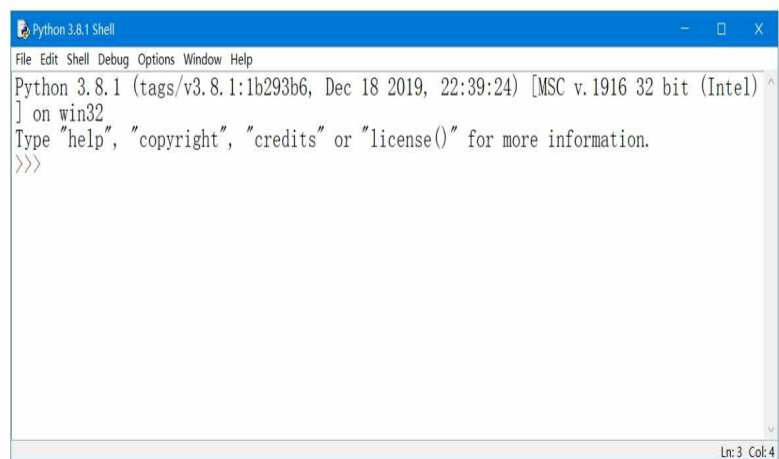 Python 3.8.1 Shell
File Edit Shell Debug Options Window Help
Python 3.8.1 (tags/v3.8.1:1b293b6, Dec 18 2019, 22:39:24) [MSC v.1916 32 bit (Intel)
] on win32
Type "help", "copyright", "credits" or "license()" for more information.
>>>
Ln: 3 Col: 4